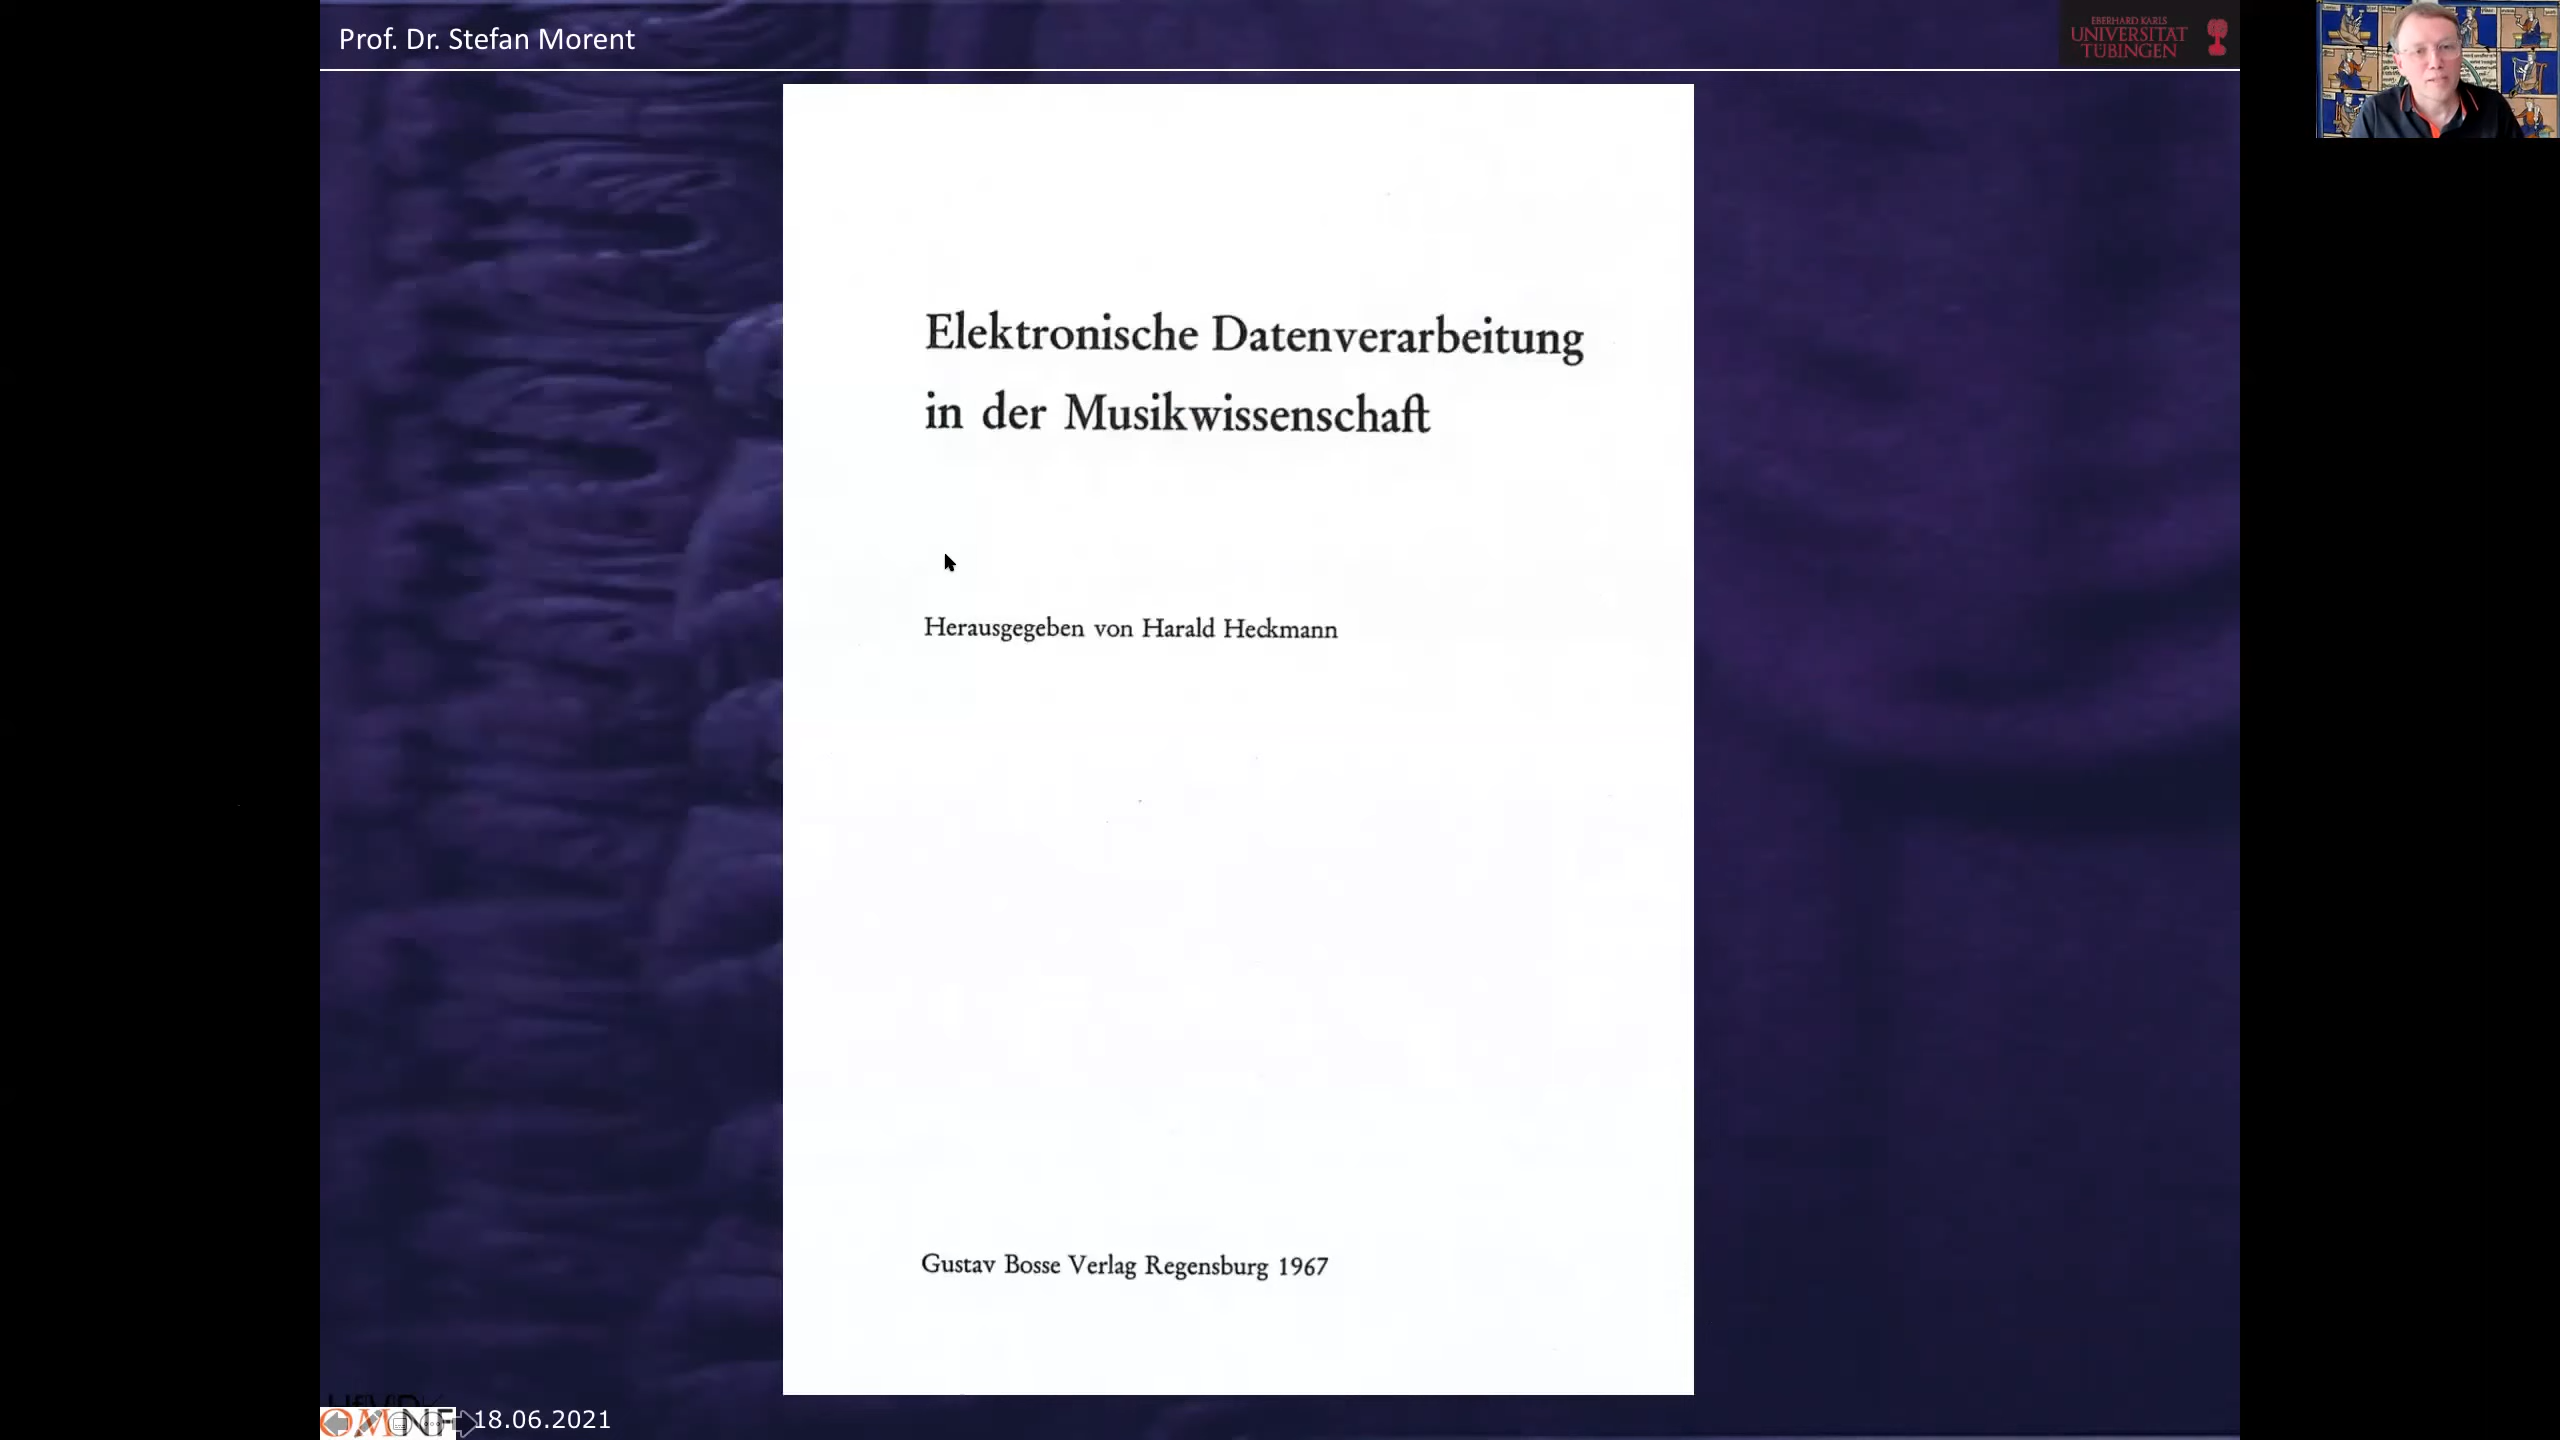 Prof. Dr. Stefan Morent
EBERHARD KARLS
UNIVERSITÄT
TÜBINGEN
Elektronische Datenverarbeitung
in der Musikwissenschaft
Herausgegeben von Harald Heckmann
Gustav Bosse Verlag Regensburg 1967
18.06.2021